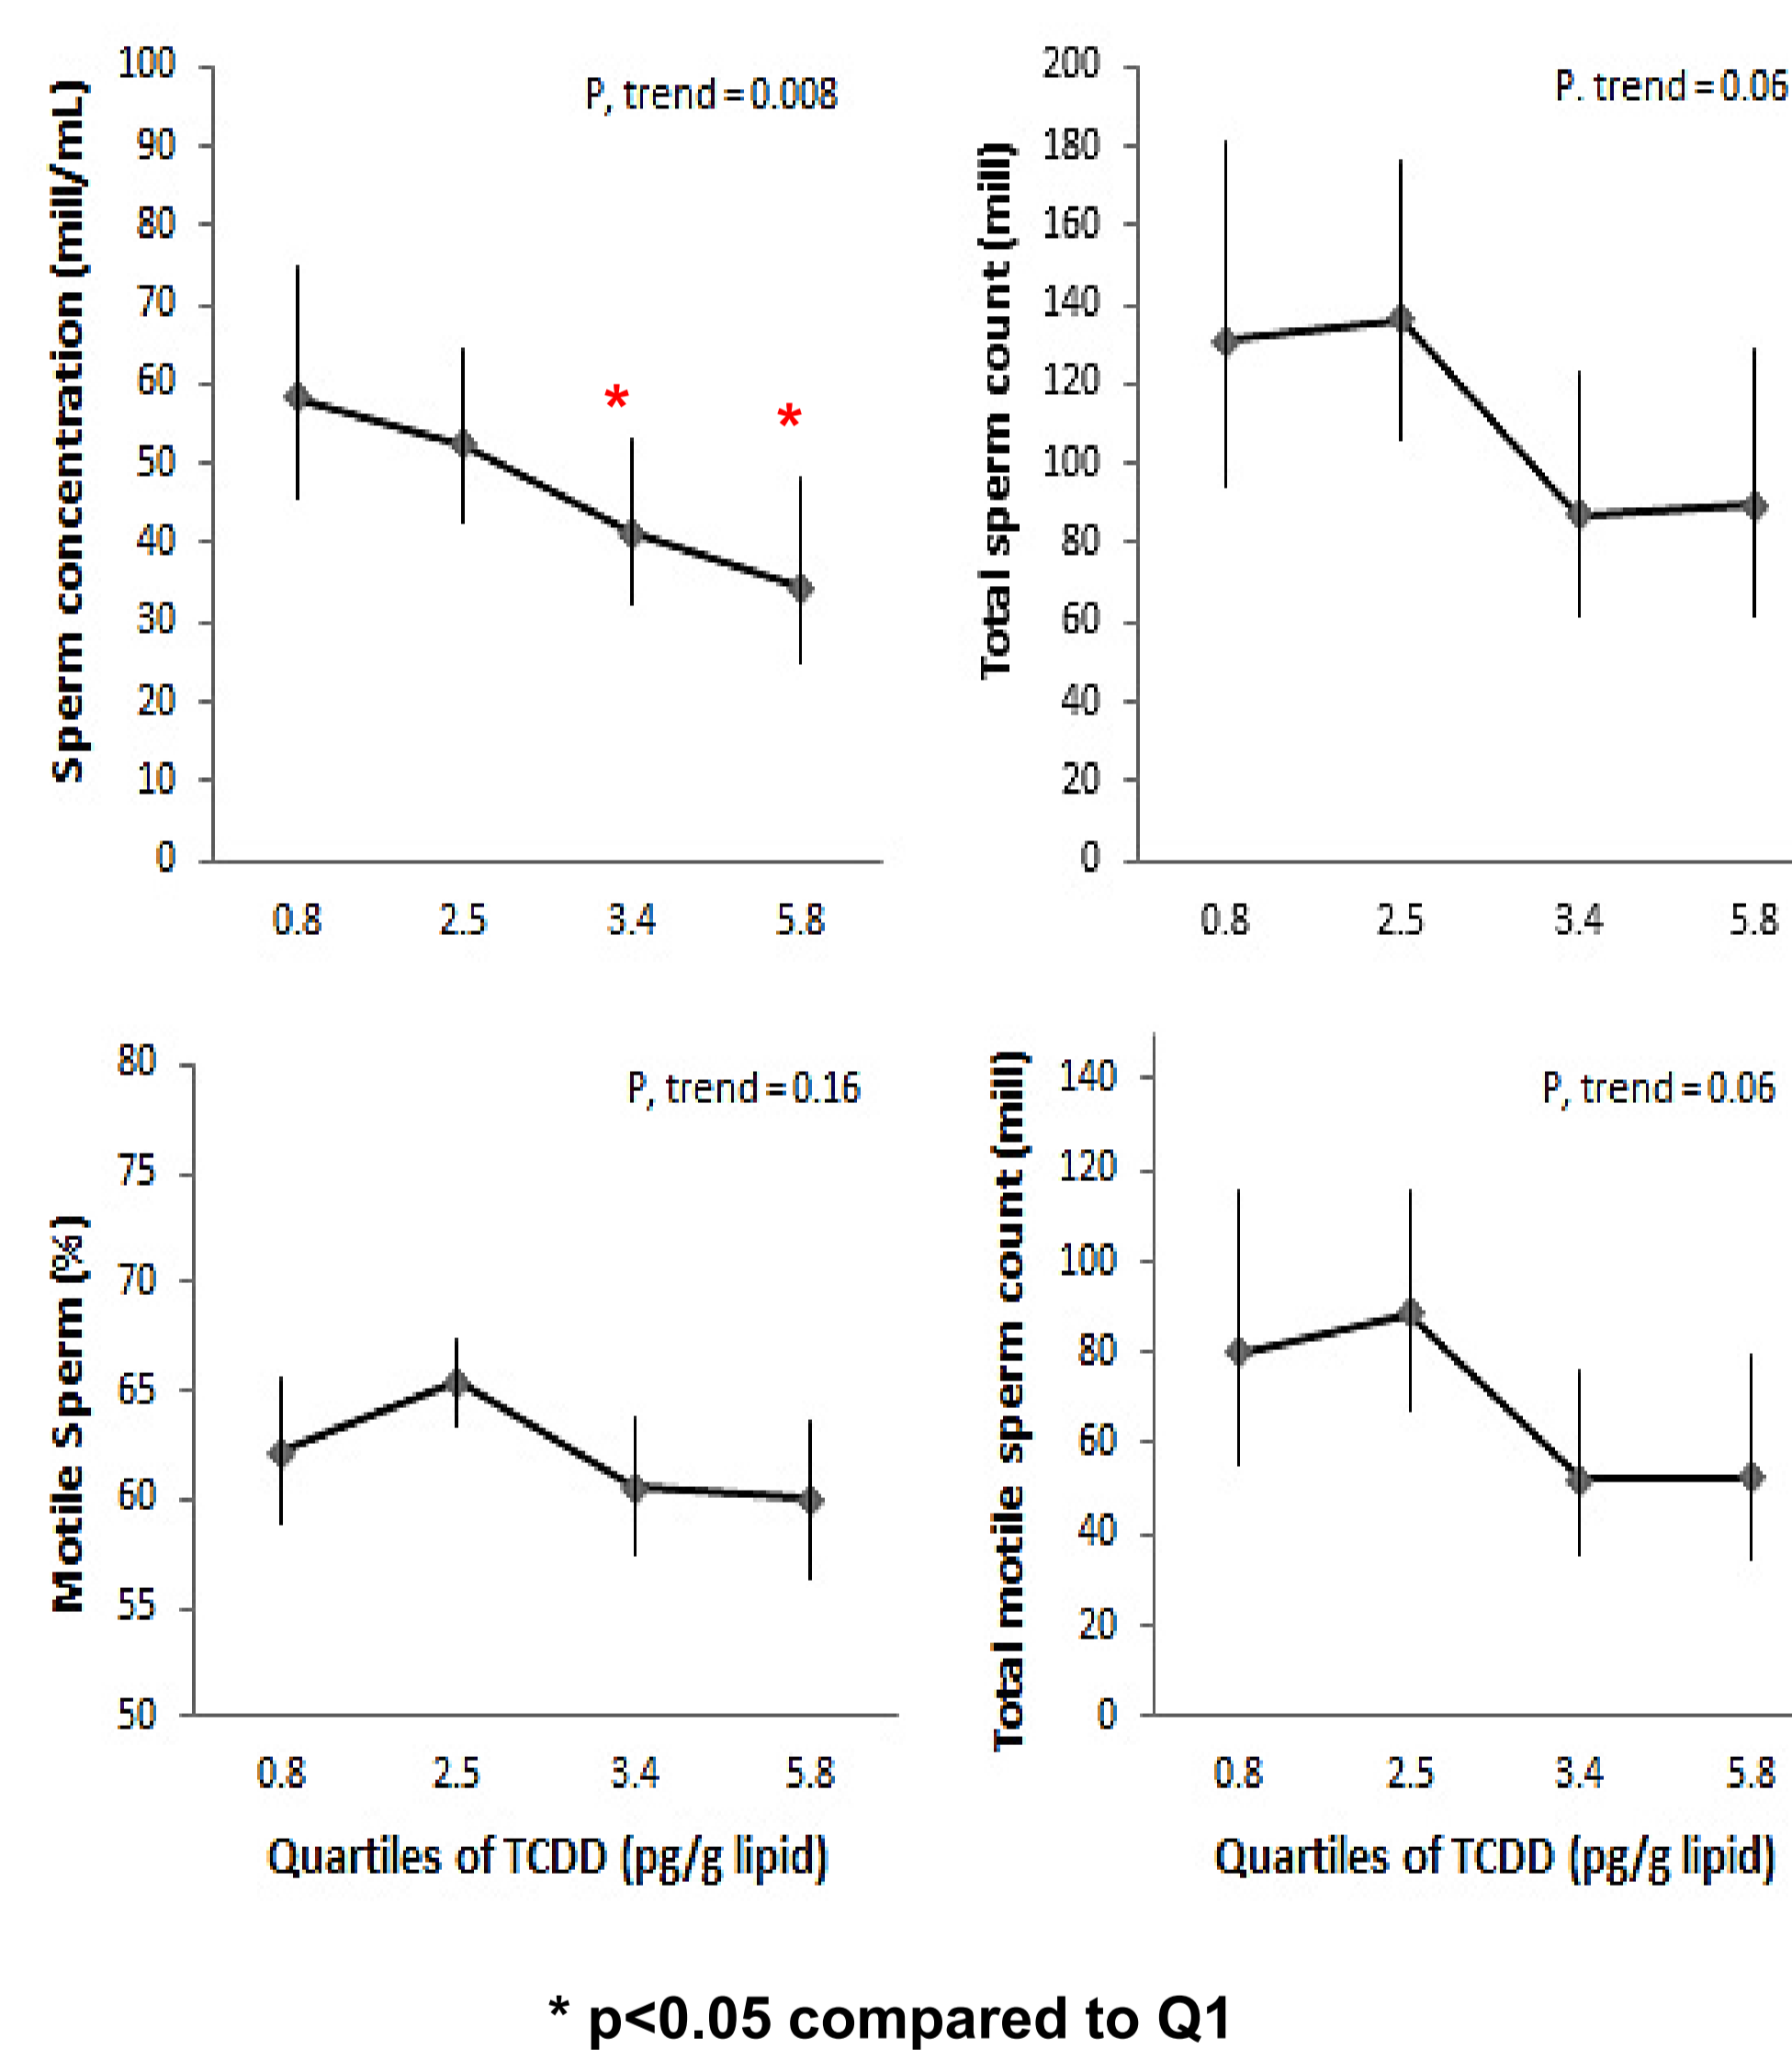 Sperm concentration (mill/mL)
P, trend = 0.008
100
90
80
70
60
50
40
30
20
10
0
*
*
0.8 2.5 3.4 5.8
Total sperm count (mill)
P. trend = 0.06
200
180
160
140
120
100
80
60
40
20
0
0.8 2.5 3.4 5.8
Motile Sperm (%)
P, trend = 0.16
80
75
70
65
60
55
50
0.8 2.5 3.4 5.8
Quartiles of TCDD (pg/g lipid)
Total motile sperm count (mill)
P, trend = 0.06
140
120
100
80
60
40
20
0
0.8 2.5 3.4 5.8
Quartiles of TCDD (pg/g lipid)
* p<0.05 compared to Q1